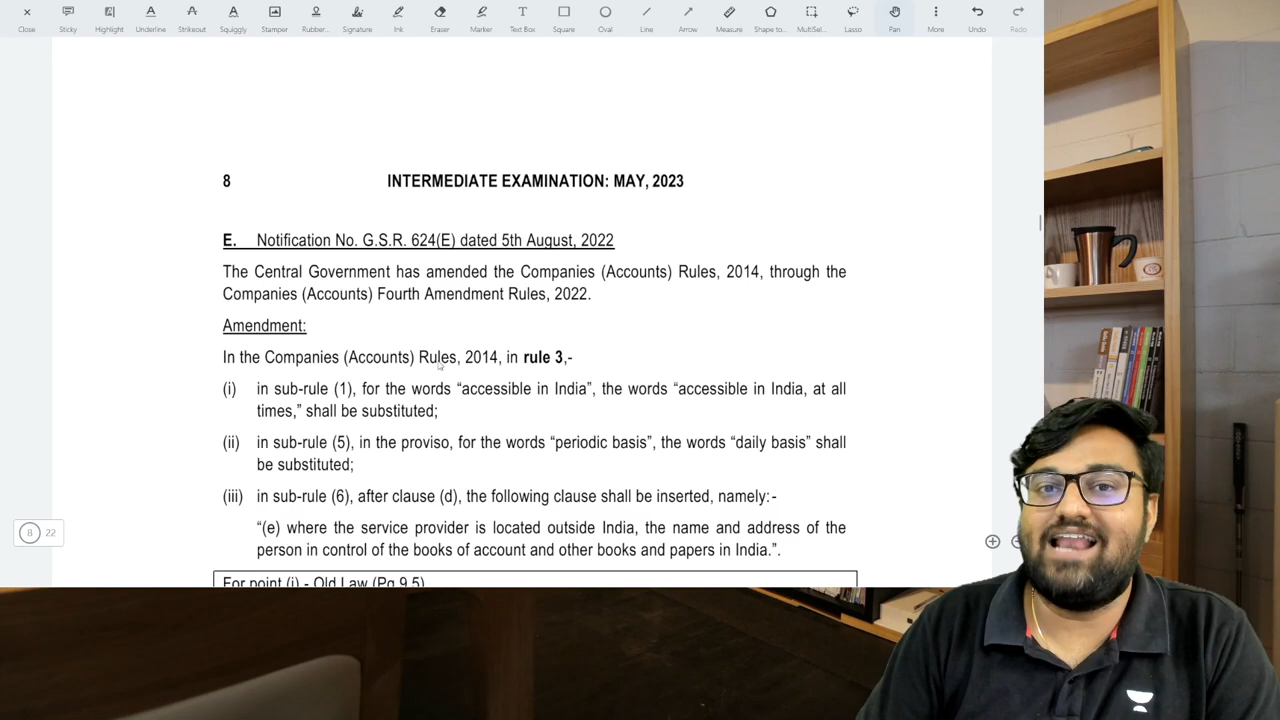 Close
Sticky
Highlight
Underline
Strikeout
Squiggly
Stamper
Rubber...
Signature
Ink
Eraser
Marker
Text Box
Square
Oval
Line
Arrow
Measure
Shape to...
MultiSel...
Lasso
Pan
More
Undo
Redo
8 INTERMEDIATE EXAMINATION: MAY, 2023
E. Notification No. G.S.R. 624(E) dated 5th August, 2022
The Central Government has amended the Companies (Accounts) Rules, 2014, through the
Companies (Accounts) Fourth Amendment Rules, 2022.
Amendment:
In the Companies (Accounts) Rules, 2014, in rule 3,-
(i) in sub-rule (1), for the words “accessible in India”, the words “accessible in India, at all
times,” shall be substituted;
(ii) in sub-rule (5), in the proviso, for the words “periodic basis”, the words “daily basis” shall
be substituted;
(iii) in sub-rule (6), after clause (d), the following clause shall be inserted, namely:-
“(e) where the service provider is located outside India, the name and address of the
person in control of the books of account and other books and papers in India.”.
8 22
For point (i) - Old Law (Pg 9.5)